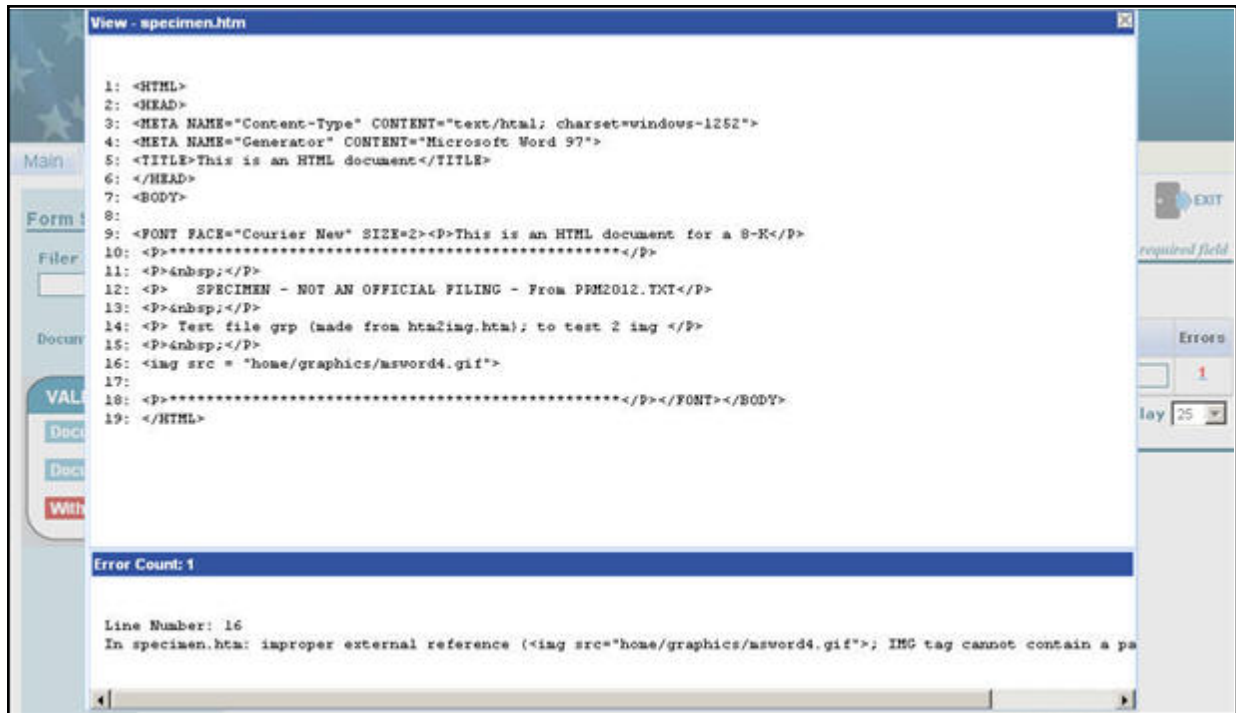 View - specimen.htm
1: <HTML>
2: <HEAD>
3: <META NAME="Content-Type" CONTENT="text/html; charset=windows-1252">
4: <META NAME="Generator" CONTENT="Microsoft Word 97">
5: <TITLE>This is an HTML document</TITLE>
6: </HEAD>
7: <BODY>
8:
9: <FONT FACE="Courier New" SIZE=2><P>This is an HTML document for a 8-K</P>
10: <P>****************************************************</P>
11: <P>&nbsp;</P>
12: <P>   SPECIMEN - NOT AN OFFICIAL FILING - From PRM2012.TXT</P>
13: <P>&nbsp;</P>
14: <P> Test file grp (made from htm2img.htm); to test 2 img </P>
15: <P>&nbsp;</P>
16: <img src = "home/graphics/msword4.gif">
17:
18: <P>****************************************************</P></FONT></BODY>
19: </HTML>
Main
Form S
EXIT
Filer
required field
Docum
Errors
1
VALI
lay 25
Docu
Docu
With
Error Count: 1
Line Number: 16
In specimen.htm: improper external reference (<img src="home/graphics/msword4.gif">; IMG tag cannot contain a pa